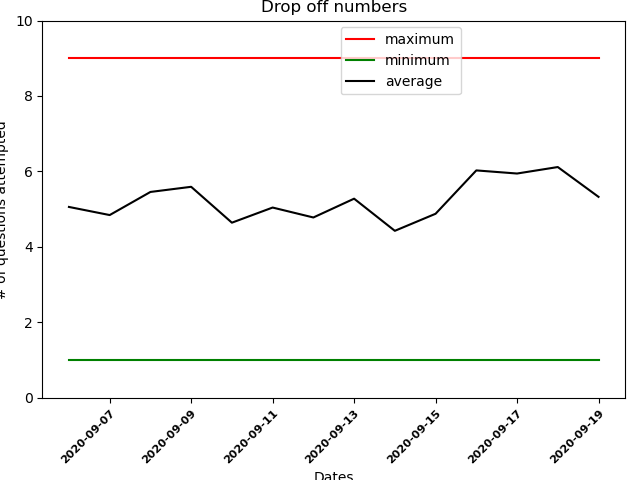 Drop off numbers
maximum
minimum
average
# of questions attempted
10
8
6
4
2
0
2020-09-07
2020-09-09
2020-09-11
2020-09-13
2020-09-15
2020-09-17
2020-09-19
Dates